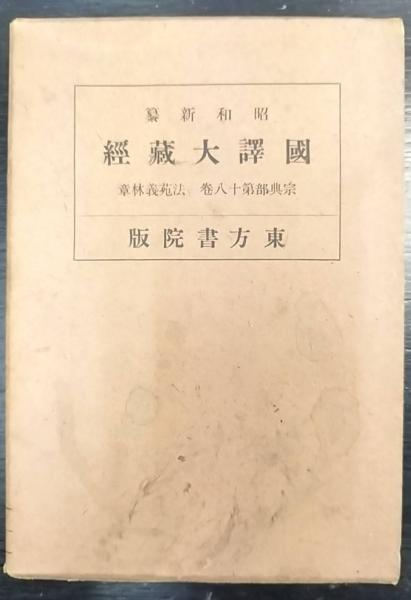 昭和新纂
國譯大藏經
宗典部第十八卷 法苑義林章
東方書院版